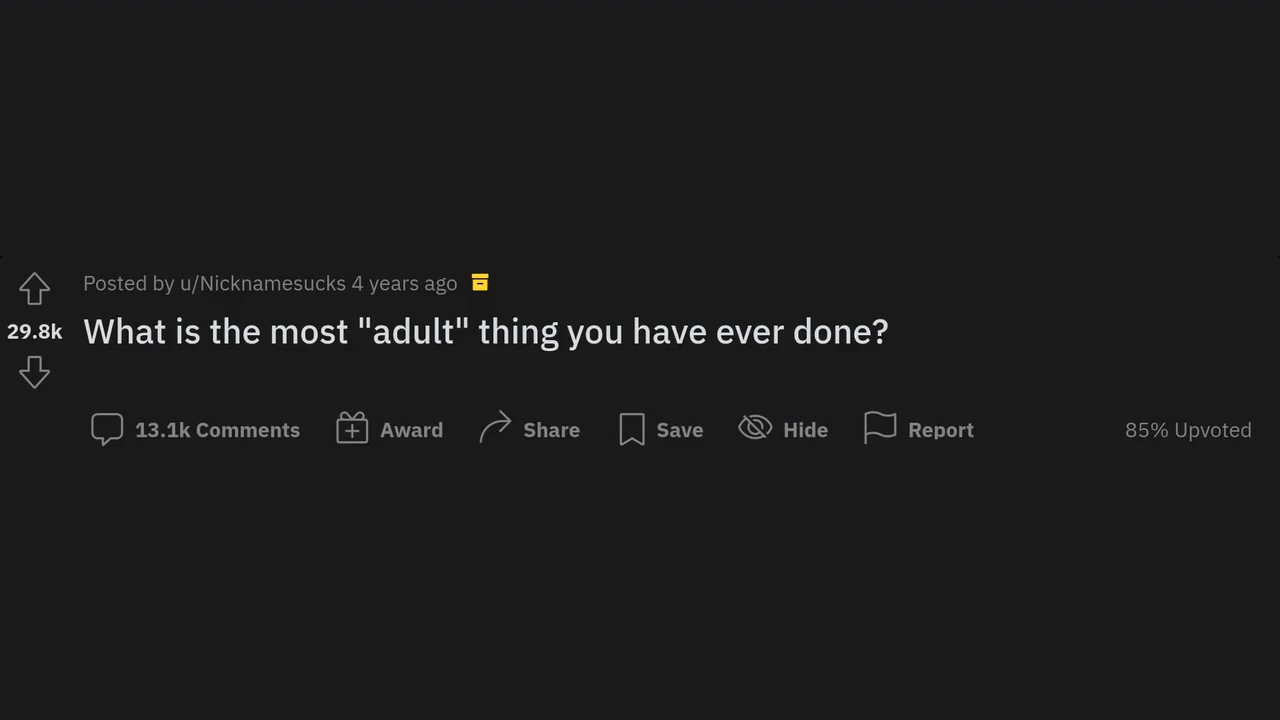 Posted by u/Nicknamesucks 4 years ago
29.8k
What is the most "adult" thing you have ever done?
13.1k Comments Award Share Save Hide Report 85% Upvoted